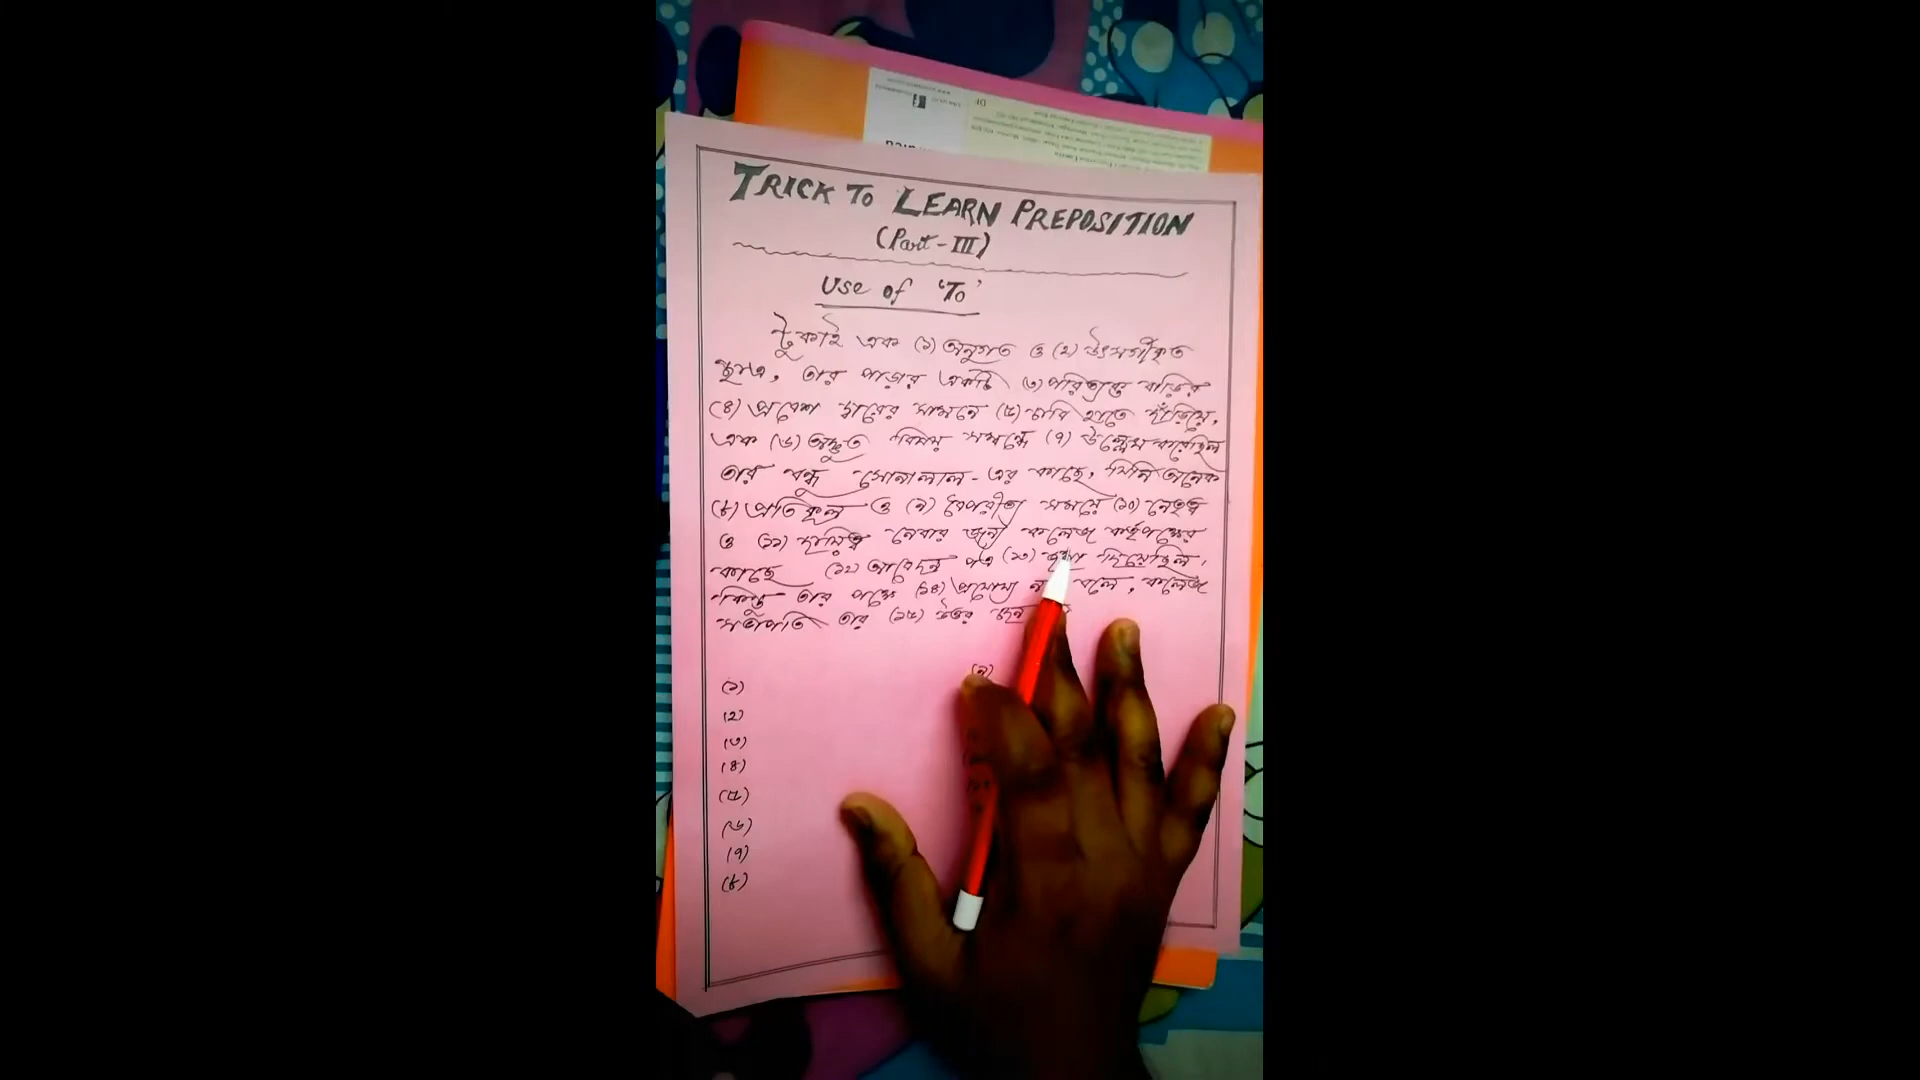 TRICK TO LEARN PREPOSITION
(Part-III)
Use of 'To'
টুকাই এক (১) অনুগত ও (২) উৎসর্গীকৃত
ছাত্র, তার পাড়ার একটি (৩) পরিত্যক্ত বাড়ির
(৪) প্রবেশ দ্বারের সামনে (৫) চাবি হাতে দাঁড়িয়ে,
এক (৬) অদ্ভুত বিষয় সম্বন্ধে (৭) উল্লেখ করেছিল
তার বন্ধু সোনালাল-এর কাছে, যিনি অনেক
(৮) প্রতিকূল ও (৯) বৈপরীত্য সময়ে (১০) নেতৃত্ব
ও (১১) দায়িত্ব নেবার জন্য কলেজ কর্তৃপক্ষের
কাছে (১২) আবেদন পত্র (১৩) জমা দিয়েছিল,
কিন্তু তার পক্ষে (১৪) প্রযোজ্য বলে, কলেজ
সভাপতি তার (১৫) উত্তর
(৯)
(১)
(২)
(৩)
(৪)
(৫)
(৬)
(৭)
(৮)